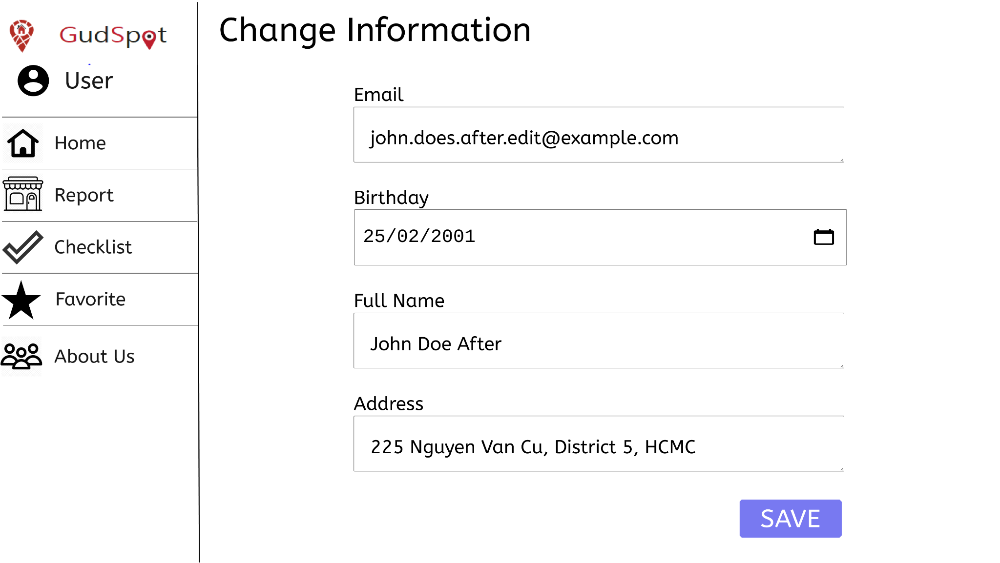 GudSpot
User
Home
Report
Checklist
Favorite
About Us
Change Information
Email
john.does.after.edit@example.com
Birthday
25/02/2001
Full Name
John Doe After
Address
225 Nguyen Van Cu, District 5, HCMC
SAVE